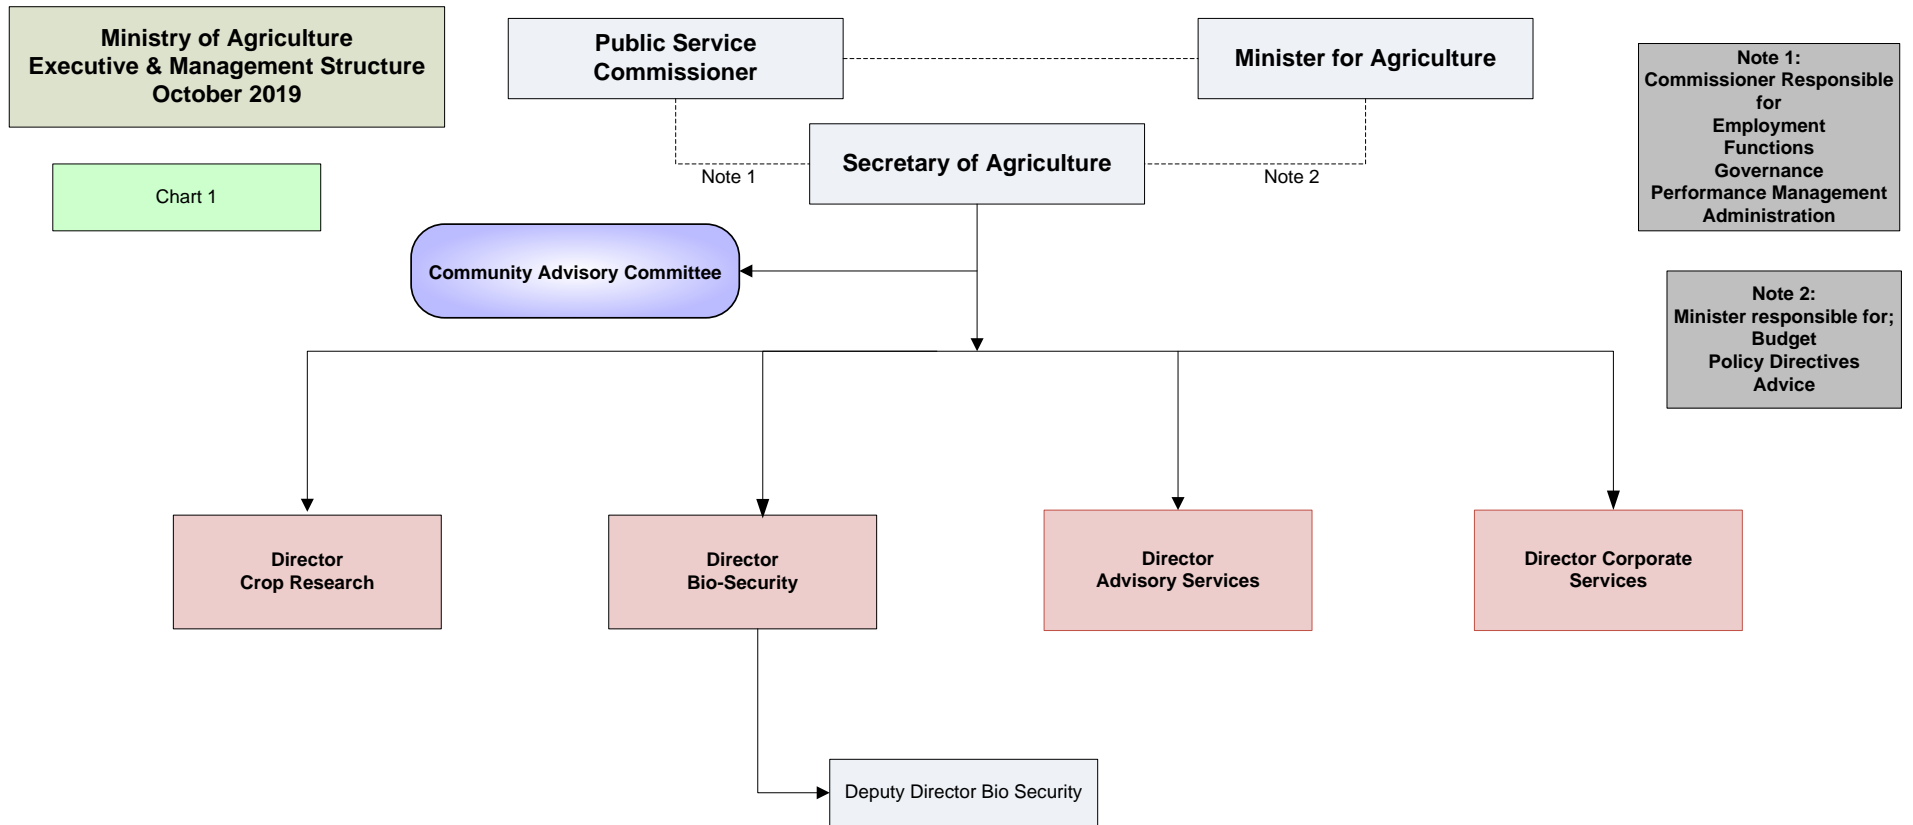 Ministry of Agriculture
Executive & Management Structure
October 2019
Public Service
Commissioner
Minister for Agriculture
Note 1:
Commissioner Responsible
for
Employment
Functions
Governance
Performance Management
Administration
Chart 1
Secretary of Agriculture
Note 1
Note 2
Community Advisory Committee
Note 2:
Minister responsible for;
Budget
Policy Directives
Advice
Director
Crop Research
Director
Bio-Security
Director
Advisory Services
Director Corporate
Services
Deputy Director Bio Security